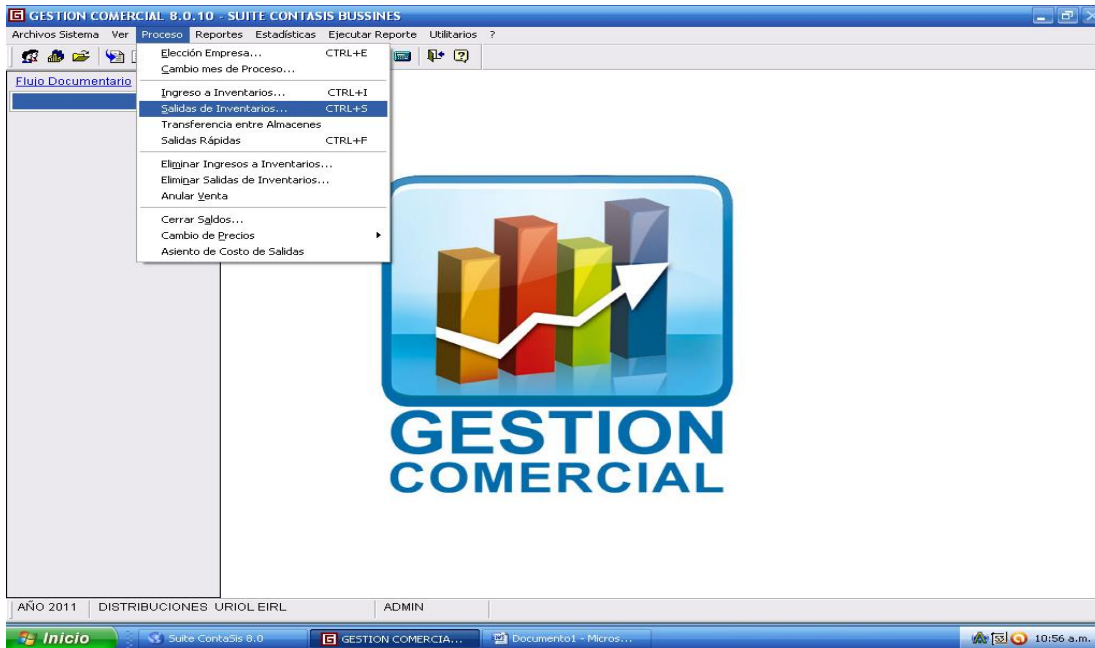 GESTION COMERCIAL 8.0.10 - SUITE CONTASIS BUSSINES
Archivos Sistema Ver Proceso Reportes Estadísticas Ejecutar Reporte Utilitarios ?
Flujo Documentario
Elección Empresa... CTRL+E
Cambio mes de Proceso...
Ingreso a Inventarios... CTRL+I
Salidas de Inventarios... CTRL+S
Transferencia entre Almacenes
Salidas Rápidas CTRL+F
Eliminar Ingresos a Inventarios...
Eliminar Salidas de Inventarios...
Anular Venta
Cerrar Saldos...
Cambio de Precios
Asiento de Costo de Salidas
GESTION
COMERCIAL
AÑO 2011 DISTRIBUCIONES URIOL EIRL ADMIN
Inicio Suite ContaSis 8.0 GESTION COMERCIA... Documento1 - Micros... 10:56 a.m.